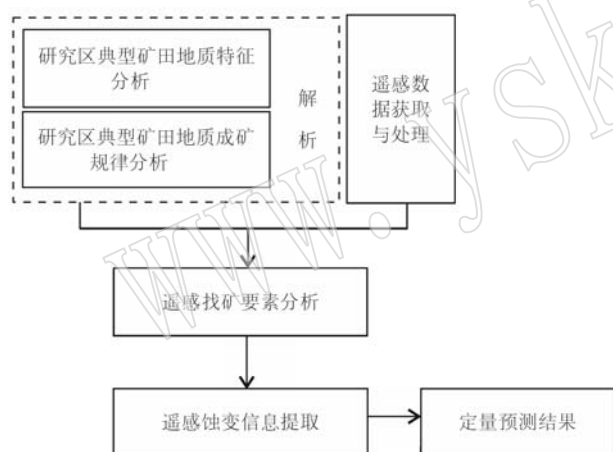 研究区典型矿田地质特征
分析
研究区典型矿田地质成矿
规律分析
解
析
遥感数
据获取
与处理
遥感找矿要素分析
遥感蚀变信息提取
定量预测结果
www.ysk